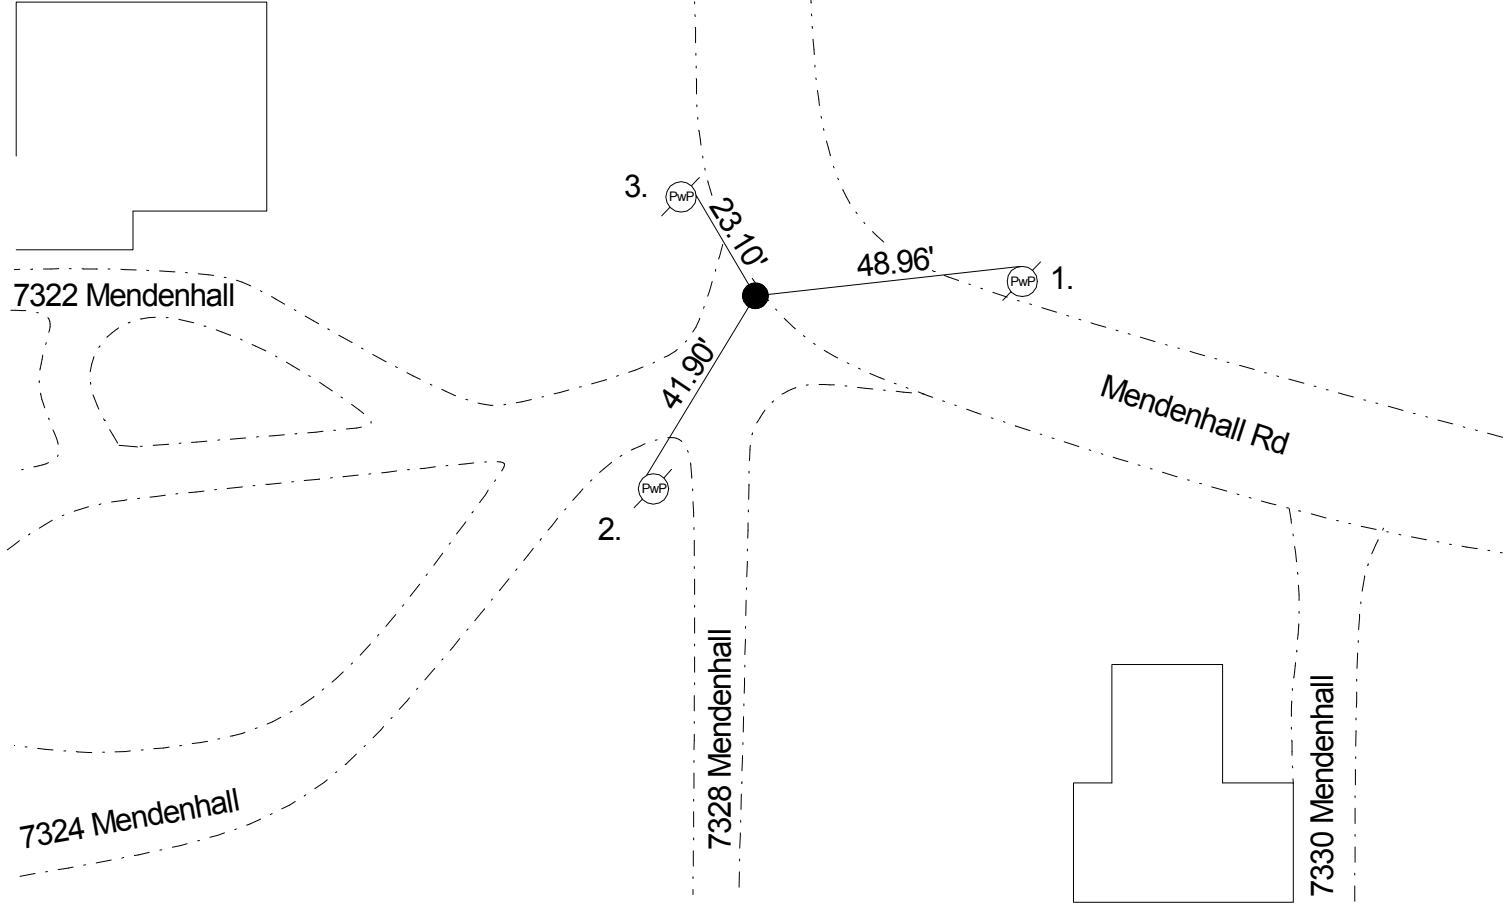 3.
PwP
23.10'
48.96'
PwP
1.
7322 Mendenhall
41.90'
Mendenhall Rd
PwP
2.
7328 Mendenhall
7330 Mendenhall
7324 Mendenhall